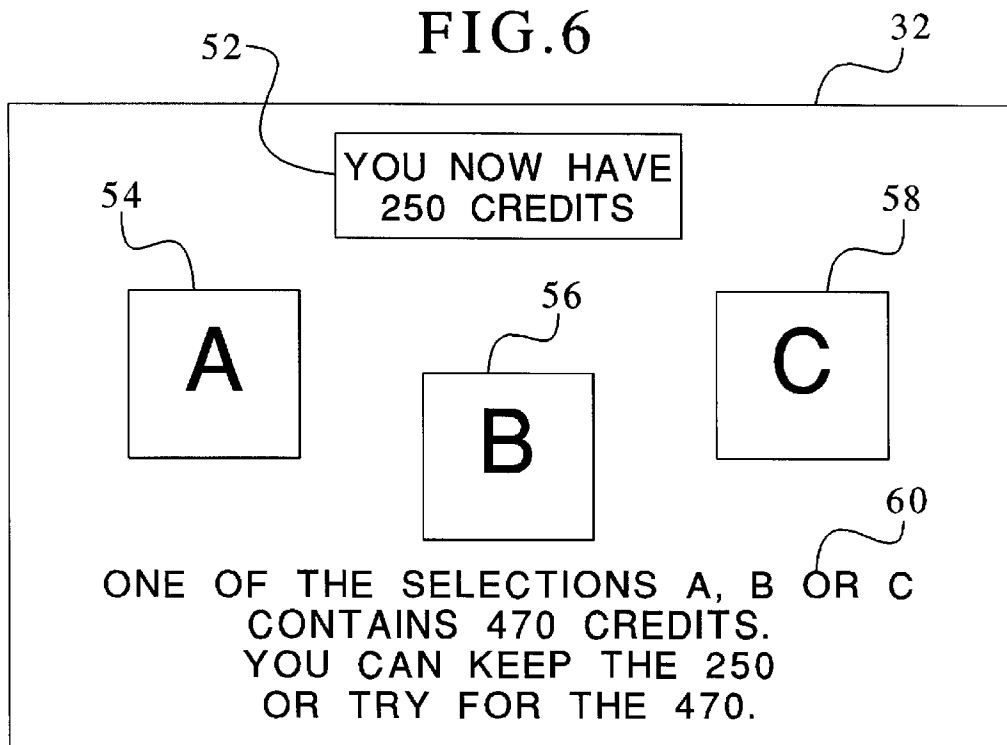 FIG.6
52
32
YOU NOW HAVE
250 CREDITS
54
58
A
56
C
B
60
ONE OF THE SELECTIONS A, B OR C
CONTAINS 470 CREDITS.
YOU CAN KEEP THE 250
OR TRY FOR THE 470.